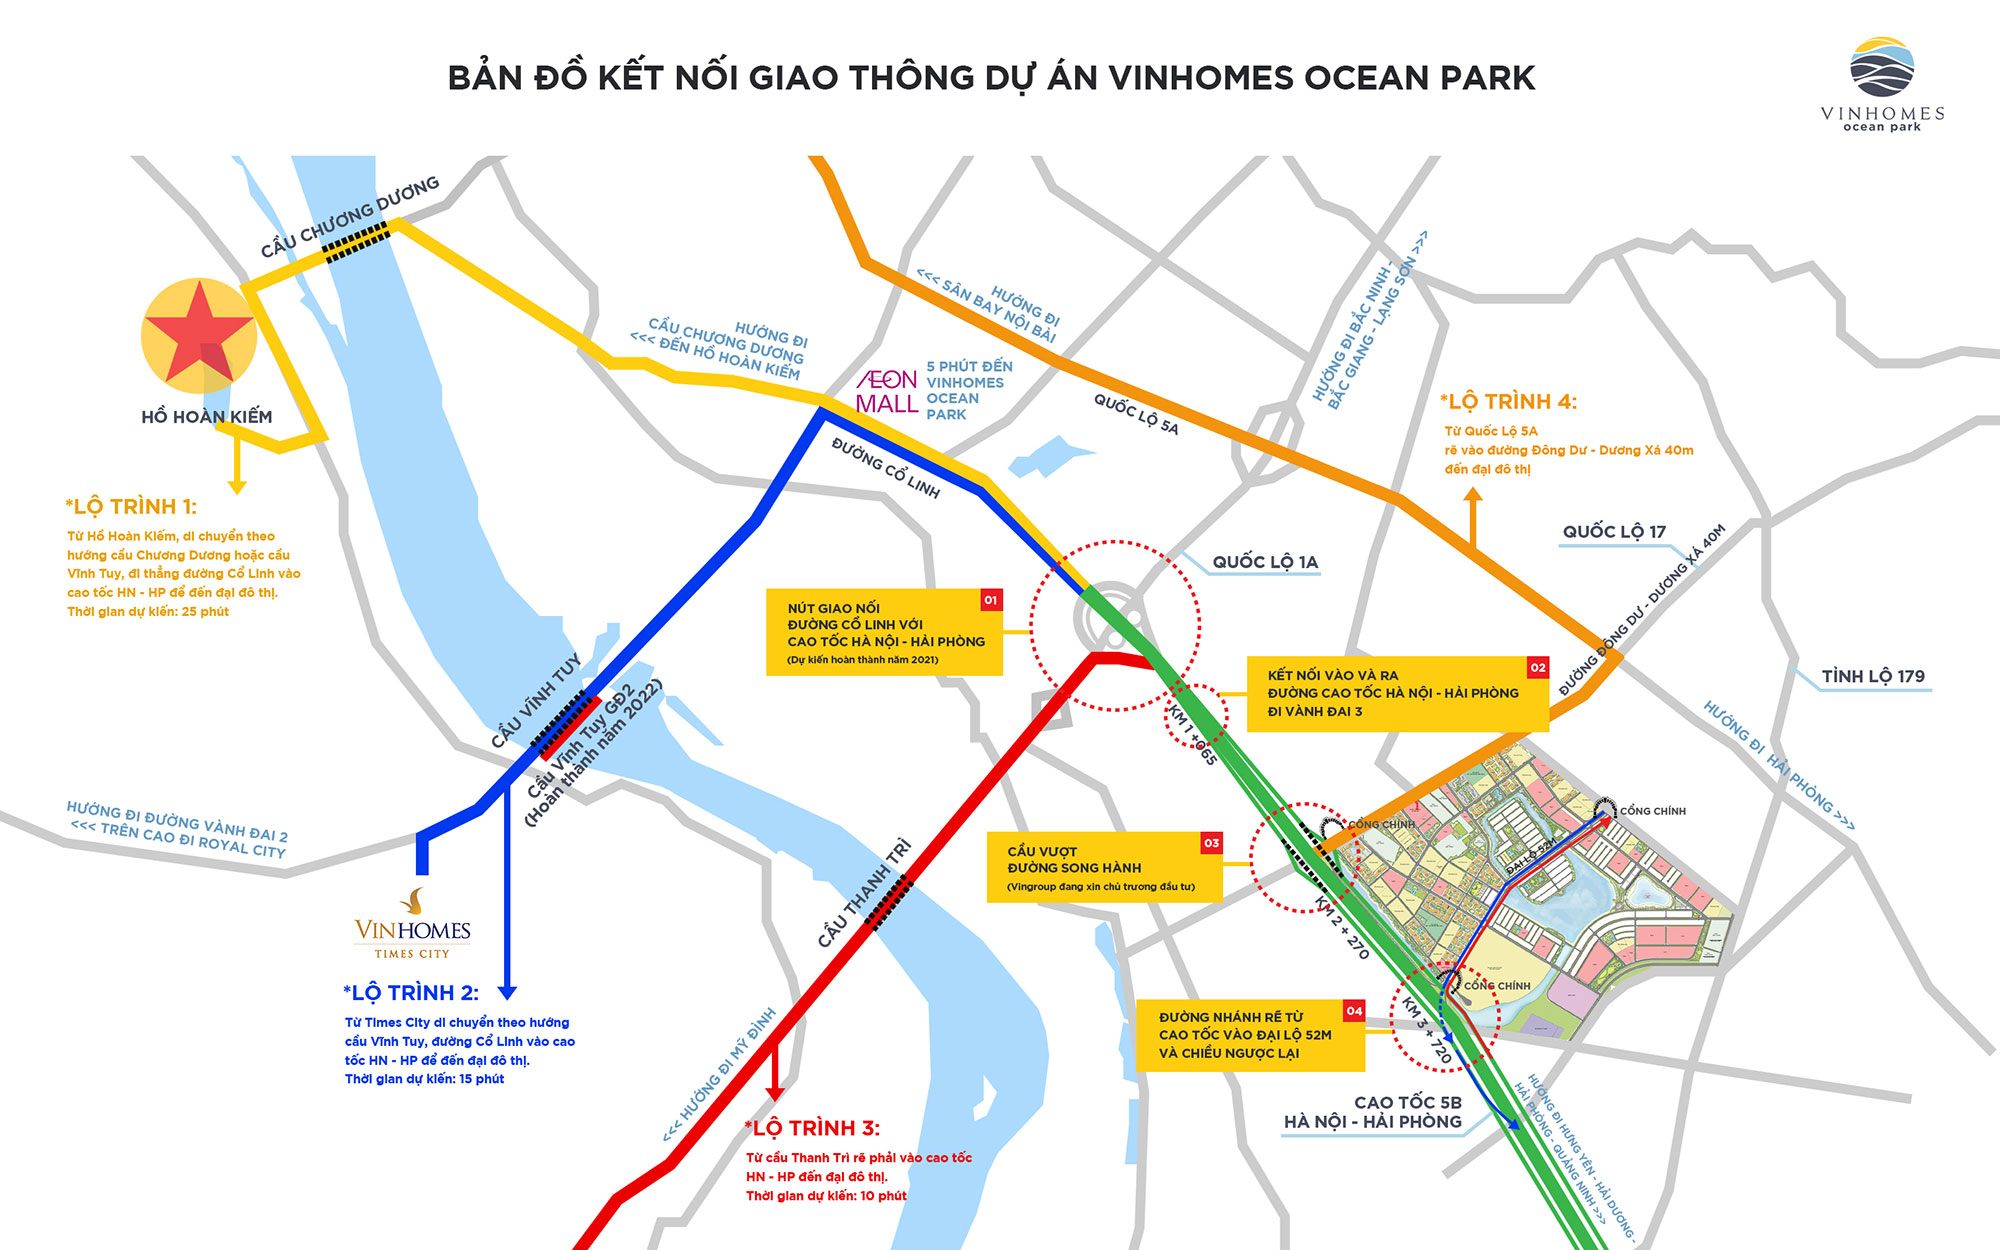 BẢN ĐỒ KẾT NỐI GIAO THÔNG DỰ ÁN VINHOMES OCEAN PARK
VINHOMES
ocean park
CẦU CHƯƠNG DƯƠNG
HỒ HOÀN KIẾM
*LỘ TRÌNH 1:
Từ Hồ Hoàn Kiếm, di chuyển theo
hướng cầu Chương Dương hoặc cầu
Vĩnh Tuy, đi thẳng đường Cổ Linh vào
cao tốc HN - HP để đến đại đô thị.
Thời gian dự kiến: 25 phút
HƯỚNG ĐI
CẦU CHƯƠNG DƯƠNG
<<< ĐẾN HỒ HOÀN KIẾM
ÆON
MALL
5 PHÚT ĐẾN
VINHOMES
OCEAN
PARK
HƯỚNG ĐI
<<< SÂN BAY NỘI BÀI
ĐƯỜNG CỔ LINH
QUỐC LỘ 5A
HƯỚNG ĐI BẮC NINH -
BẮC GIANG - LẠNG SƠN >>>
*LỘ TRÌNH 4:
Từ Quốc Lộ 5A
rẽ vào đường Đông Dư - Dương Xá 40m
đến đại đô thị
QUỐC LỘ 17
QUỐC LỘ 1A
ĐƯỜNG ĐÔNG DƯ - DƯƠNG XÁ 40M
TỈNH LỘ 179
HƯỚNG ĐI HẢI PHÒNG >>>
01
NÚT GIAO NỐI
ĐƯỜNG CỔ LINH VỚI
CAO TỐC HÀ NỘI - HẢI PHÒNG
(Dự kiến hoàn thành năm 2021)
02
KẾT NỐI VÀO VÀ RA
ĐƯỜNG CAO TỐC HÀ NỘI - HẢI PHÒNG
ĐI VÀNH ĐAI 3
KM 1 +965
CẦU VĨNH TUY
Cầu Vĩnh Tuy GĐ2
(Hoàn thành năm 2022)
HƯỚNG ĐI ĐƯỜNG VÀNH ĐAI 2
<<< TRÊN CAO ĐI ROYAL CITY
VINHOMES
TIMES CITY
*LỘ TRÌNH 2:
Từ Times City di chuyển theo hướng
cầu Vĩnh Tuy, đường Cổ Linh vào cao
tốc HN - HP để đến đại đô thị.
Thời gian dự kiến: 15 phút
CẦU THANH TRÌ
03
CẦU VƯỢT
ĐƯỜNG SONG HÀNH
(Vingroup đang xin chủ trương đầu tư)
CỔNG CHÍNH
CỔNG CHÍNH
ĐẠI LỘ 52M
KM 2 + 270
CỔNG CHÍNH
04
ĐƯỜNG NHÁNH RẼ TỪ
CAO TỐC VÀO ĐẠI LỘ 52M
VÀ CHIỀU NGƯỢC LẠI
KM 3 +720
<<< HƯỚNG ĐI MỸ ĐÌNH
*LỘ TRÌNH 3:
Từ cầu Thanh Trì rẽ phải vào cao tốc
HN - HP đến đại đô thị.
Thời gian dự kiến: 10 phút
CAO TỐC 5B
HÀ NỘI - HẢI PHÒNG
HƯỚNG ĐI HƯNG YÊN - HẢI DƯƠNG -
HẢI PHÒNG - QUẢNG NINH >>>